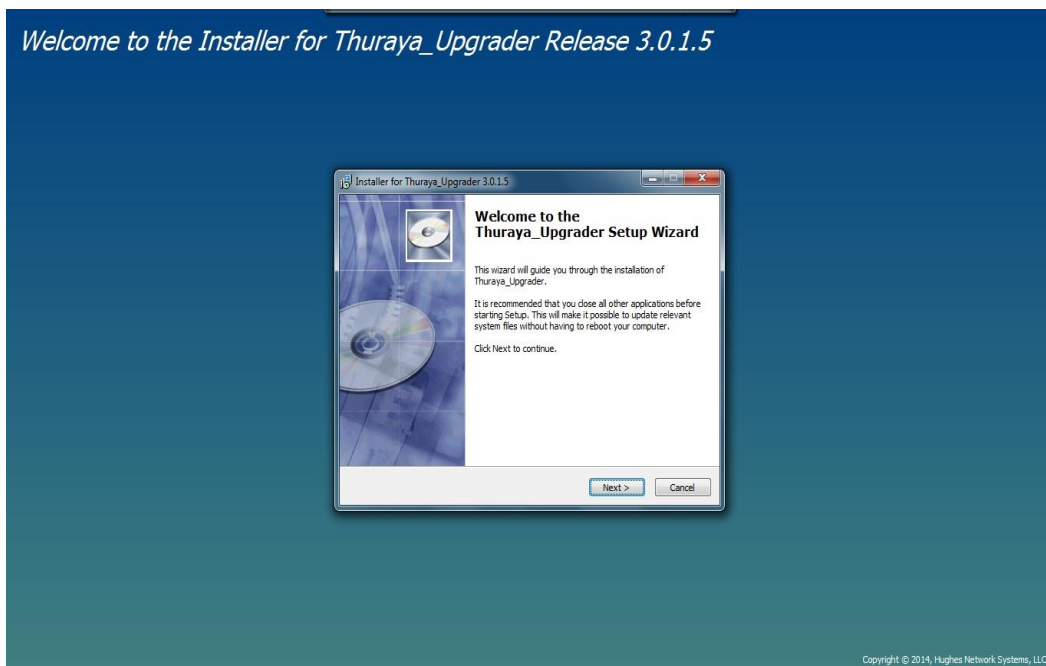 Welcome to the Installer for Thuraya_Upgrader Release 3.0.1.5
Installer for Thuraya_Upgrader 3.0.1.5
Welcome to the
Thuraya_Upgrader Setup Wizard
This wizard will guide you through the installation of
Thuraya_Upgrader.
It is recommended that you close all other applications before
starting Setup. This will make it possible to update relevant
system files without having to reboot your computer.
Click Next to continue.
Next >
Cancel
Copyright © 2014, Hughes Network Systems, LLC